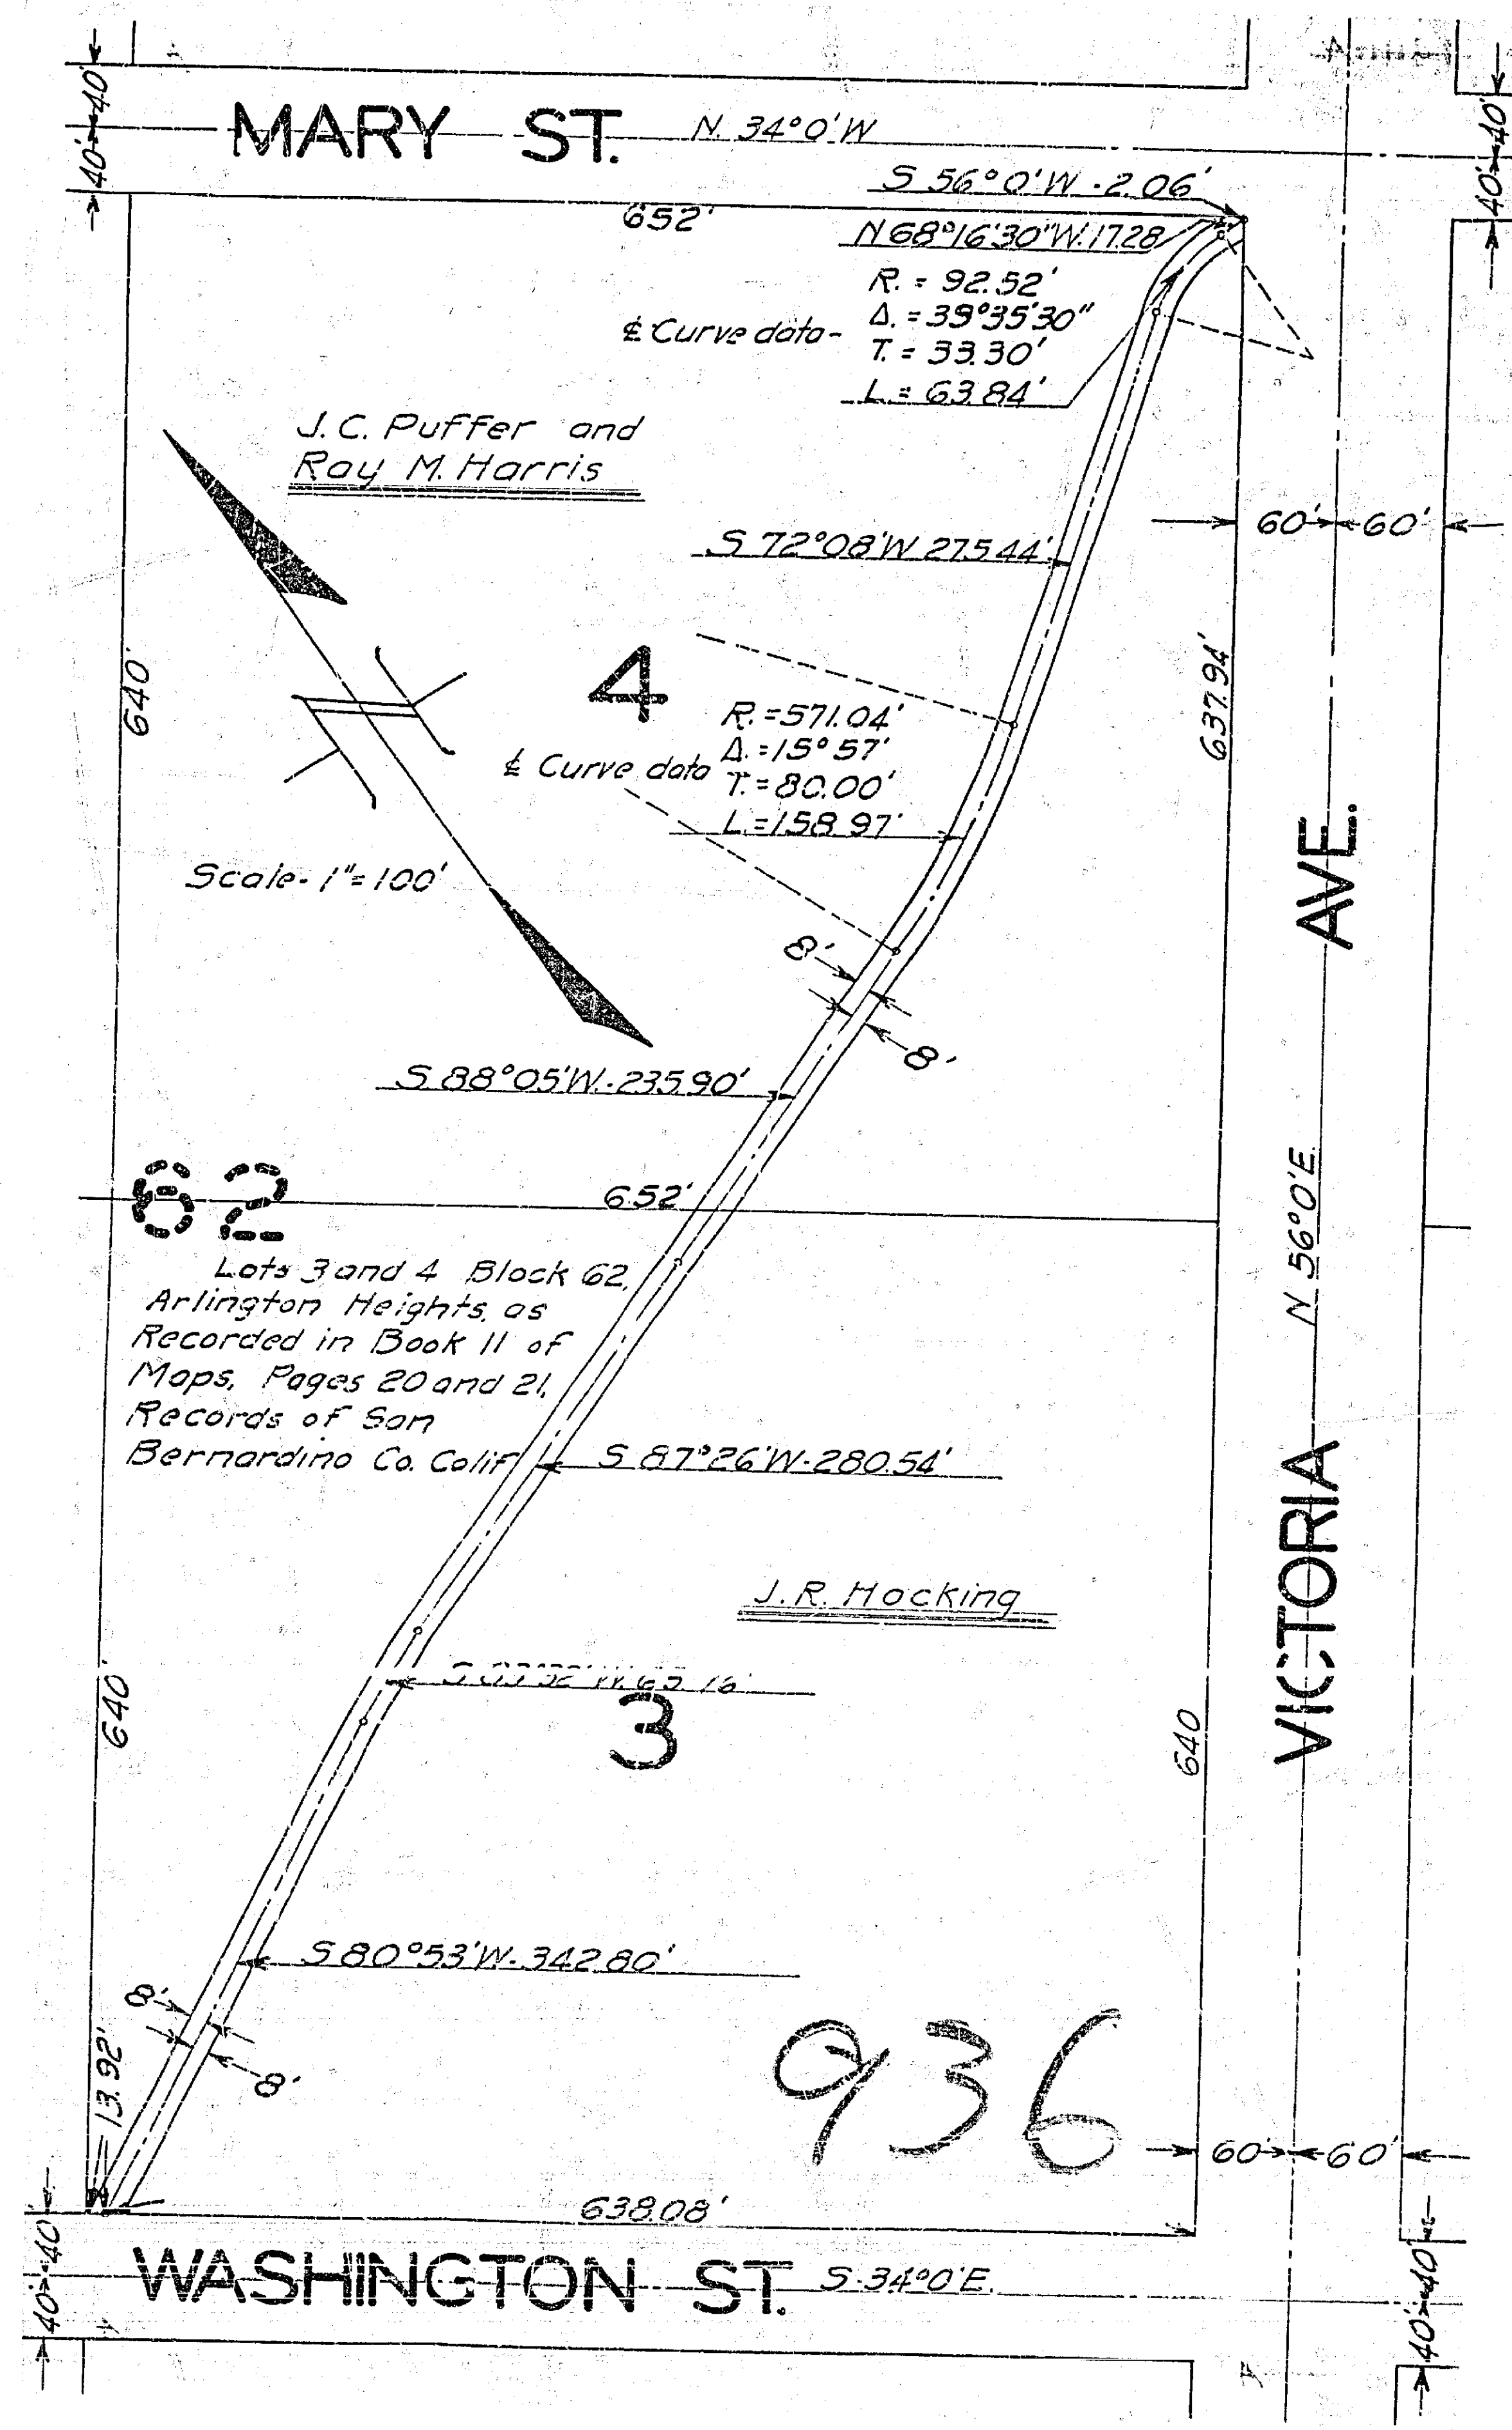 40' 40'
MARY ST.
N. 34°0'W
40' 40'
S 56°0'W - 2.06'
652'
N 68°16'30"W. 17.28
R. = 92.52'
Δ. = 39°35'30"
T. = 33.30'
L. = 63.84'
℄ Curve data -
J. C. Puffer and
Ray M. Harris
60' 60'
S 72°08'W 275.44'
637.94'
640'
4
R. = 571.04'
Δ. = 15°57'
T. = 80.00'
L. = 158.97'
℄ Curve data
Scale - 1" = 100'
AVE.
8'
8'
S 88°05'W. - 235.90'
62
652'
N 56°0'E.
Lots 3 and 4 Block 62,
Arlington Heights, as
Recorded in Book 11 of
Maps, Pages 20 and 21,
Records of San
Bernardino Co. Calif
S 87°26'W - 280.54'
VICTORIA
J. R. Hocking
W. 65.16'
3
640'
640
S 80°53'W - 342.80'
8'
8'
13.92'
936
60' 60'
638.08'
40' 40'
WASHINGTON ST.
S. 34°0'E.
40' 40'